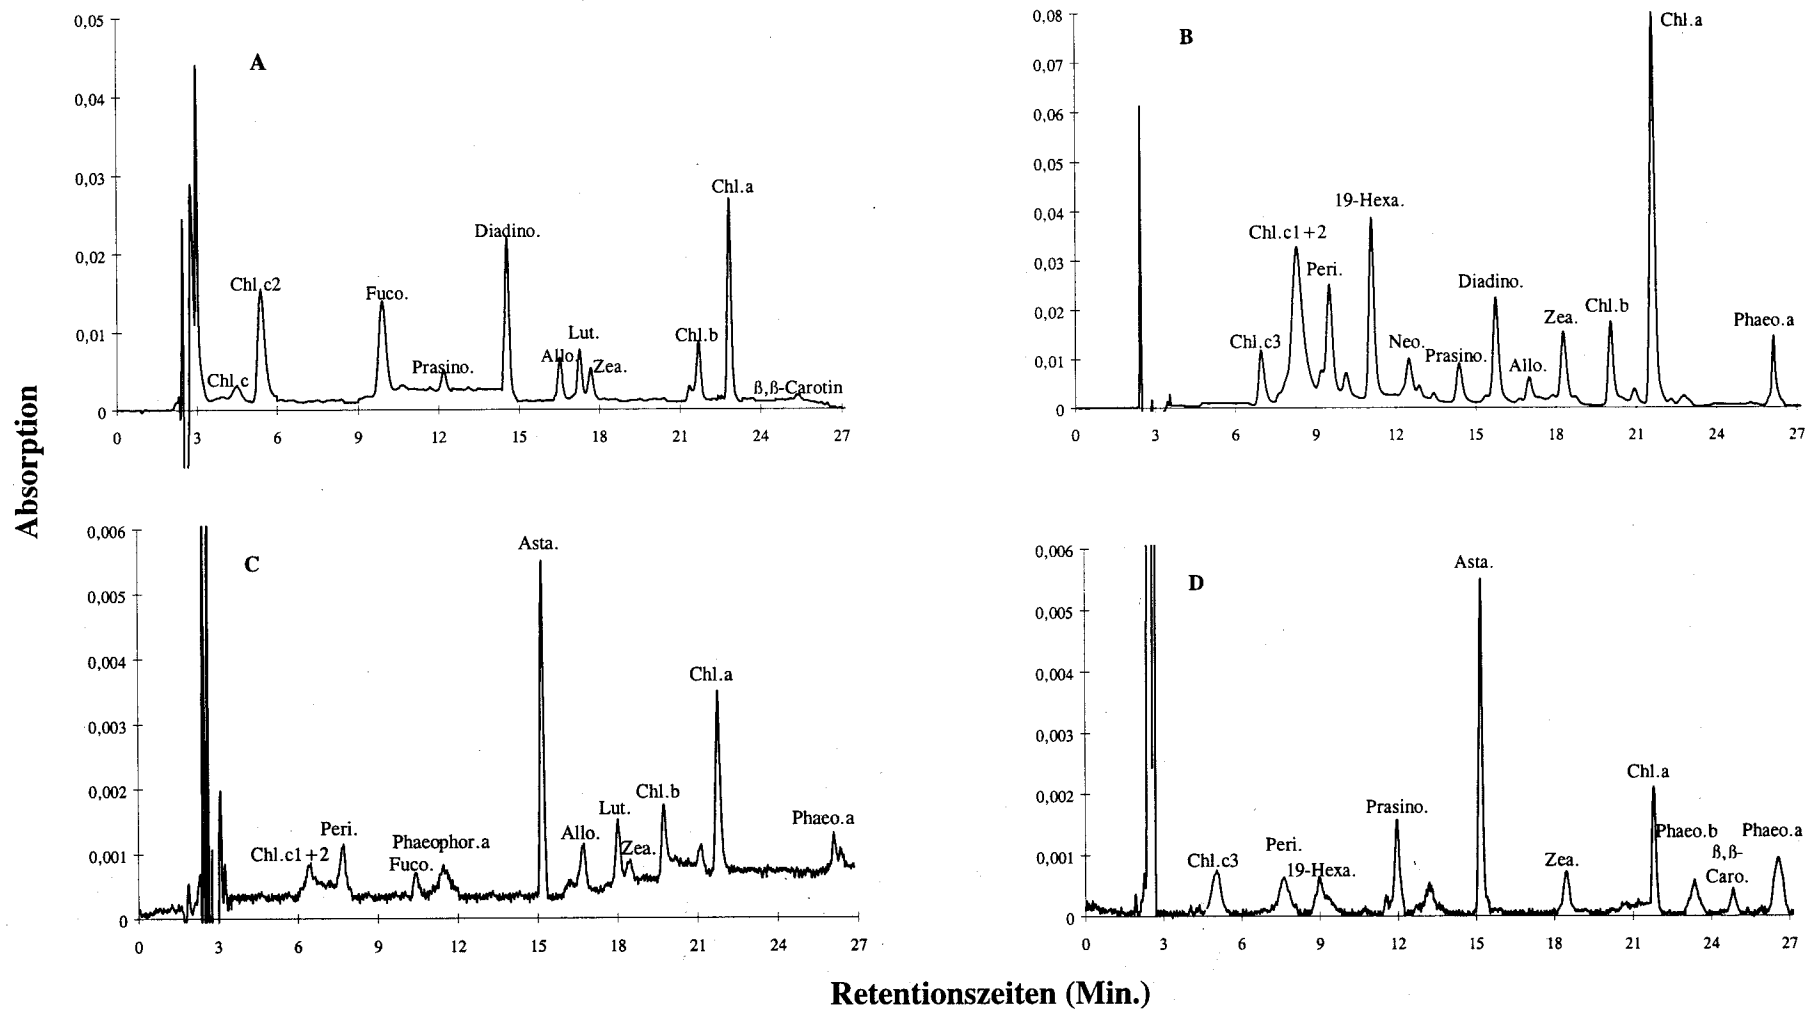 Absorption
A
0,05
0,04
0,03
0,02
0,01
0
Chl.c
Chl.c2
Fuco.
Prasino.
Diadino.
Allo.
Lut.
Zea.
Chl.b
Chl.a
ß,ß-Carotin
0 3 6 9 12 15 18 21 24 27
B
0,08
0,07
0,06
0,05
0,04
0,03
0,02
0,01
0
Chl.c3
Chl.c1+2
Peri.
19-Hexa.
Neo.
Prasino.
Diadino.
Allo.
Zea.
Chl.b
Chl.a
Phaeo.a
0 3 6 9 12 15 18 21 24 27
C
0,006
0,005
0,004
0,003
0,002
0,001
0
Chl.c1+2
Peri.
Phaeophor.a
Fuco.
Asta.
Allo.
Lut.
Zea.
Chl.b
Chl.a
Phaeo.a
0 3 6 9 12 15 18 21 24 27
D
0,006
0,005
0,004
0,003
0,002
0,001
0
Chl.c3
Peri.
19-Hexa.
Prasino.
Asta.
Zea.
Chl.a
Phaeo.b
ß,ß-
Caro.
Phaeo.a
0 3 6 9 12 15 18 21 24 27
Retentionszeiten (Min.)